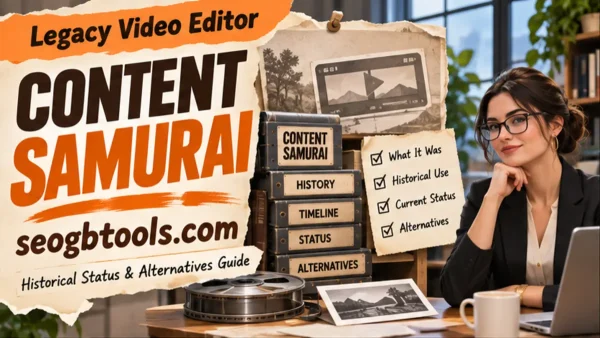 Legacy Video Editor
CONTENT
SAMURAI
seogbtools.com
Historical Status & Alternatives Guide
CONTENT
SAMURAI
HISTORY
TIMELINE
STATUS
ALTERNATIVES
What It Was
Historical Use
Current Status
Alternatives